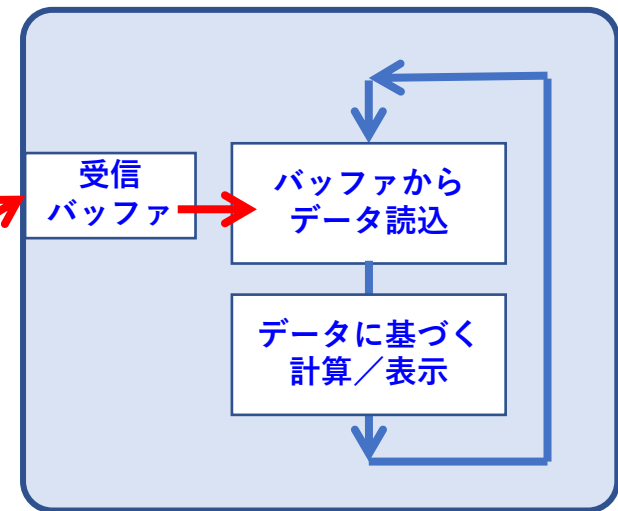 受信
バッファ
バッファから
データ読込
データに基づく
計算／表示